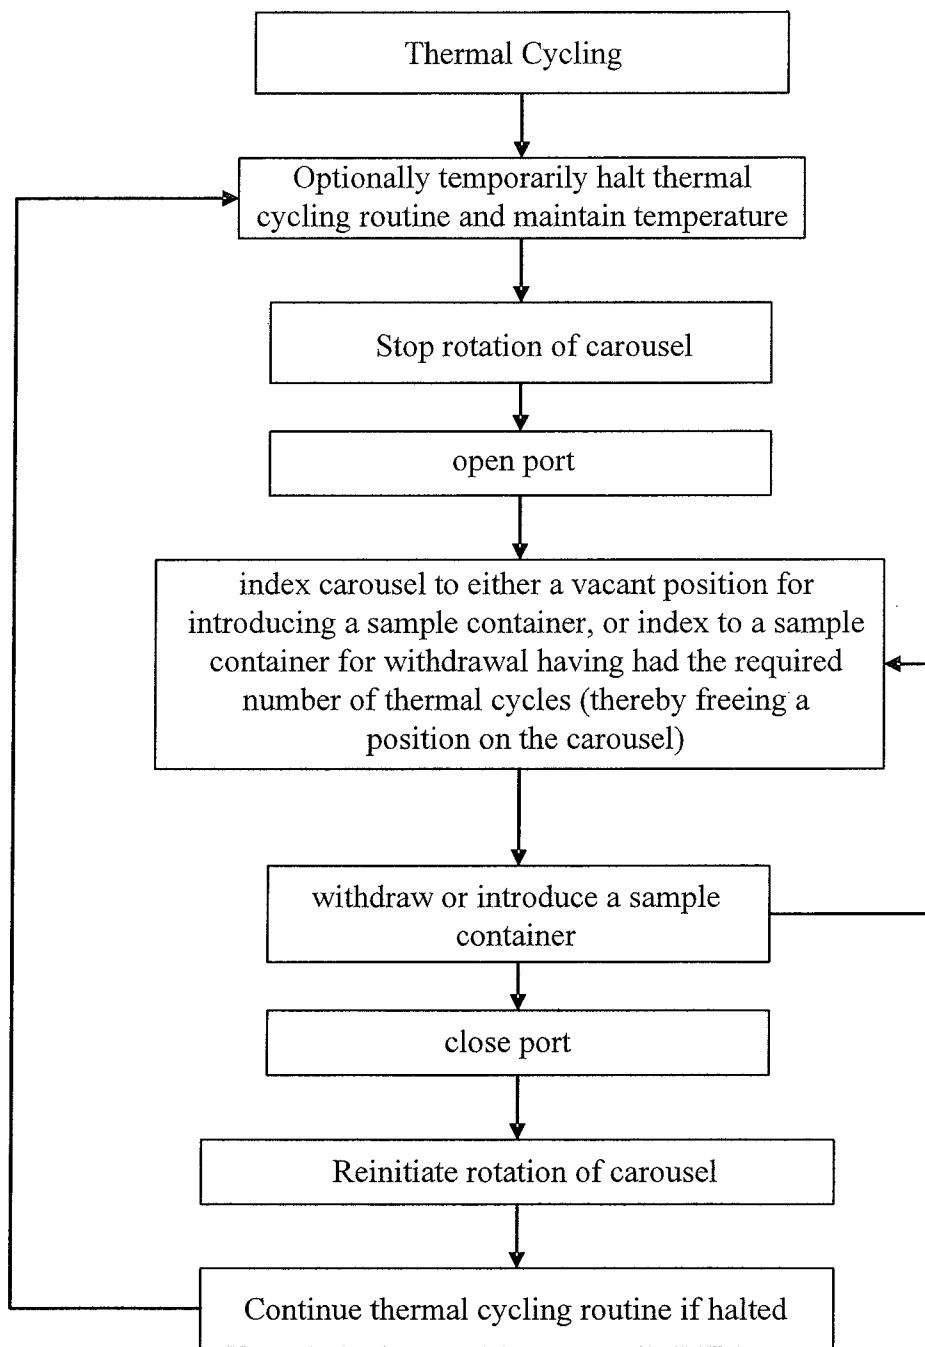 Thermal Cycling
Optionally temporarily halt thermal
cycling routine and maintain temperature
Stop rotation of carousel
open port
index carousel to either a vacant position for
introducing a sample container, or index to a sample
container for withdrawal having had the required
number of thermal cycles (thereby freeing a
position on the carousel)
withdraw or introduce a sample
container
close port
Reinitiate rotation of carousel
Continue thermal cycling routine if halted